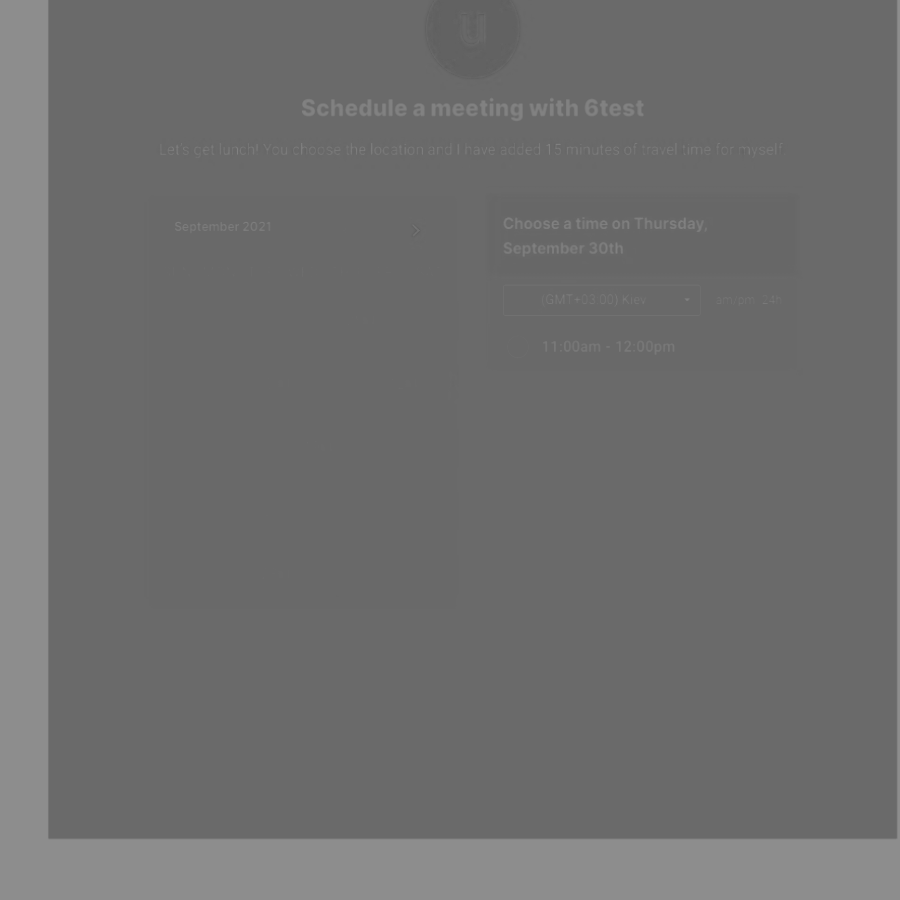 u
Schedule a meeting with 6test
Let's get lunch! You choose the location and I have added 15 minutes of travel time for myself
September 2021
Choose a time on Thursday,
September 30th
(GMT+03:00) Kiev
am/pm 24h
11:00am - 12:00pm